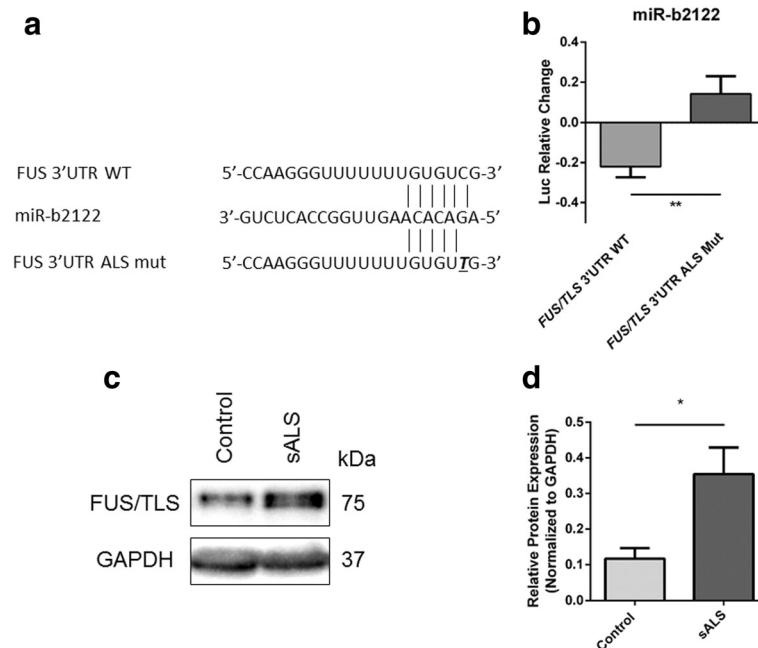 a
FUS 3’UTR WT 5’-CCAAGGGUUUUUUUGUGUCG-3’
miR-b2122 3’-GUCUCACCGGUUGAACACAGA-5’
FUS 3’UTR ALS mut 5’-CCAAGGGUUUUUUUGUGUTG-3’
b
miR-b2122
Luc Relative Change
0.4
0.2
0.0
-0.2
-0.4
**
FUS/TLS 3'UTR WT
FUS/TLS 3'UTR ALS Mut
c
Control
sALS
kDa
FUS/TLS 75
GAPDH 37
d
Relative Protein Expression
(Normalized to GAPDH)
0.5
0.4
0.3
0.2
0.1
0.0
*
Control
sALS